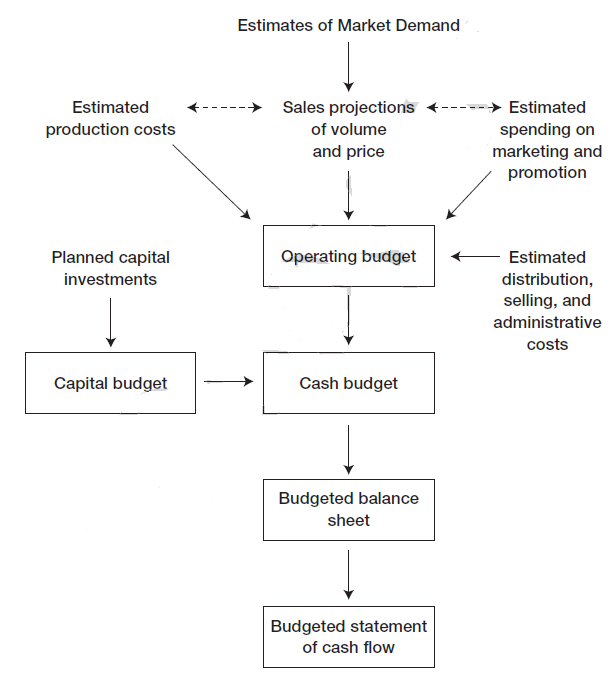 Estimates of Market Demand
Estimated
production costs
Sales projections
of volume
and price
Estimated
spending on
marketing and
promotion
Operating budget
Planned capital
investments
Estimated
distribution,
selling, and
administrative
costs
Capital budget
Cash budget
Budgeted balance
sheet
Budgeted statement
of cash flow